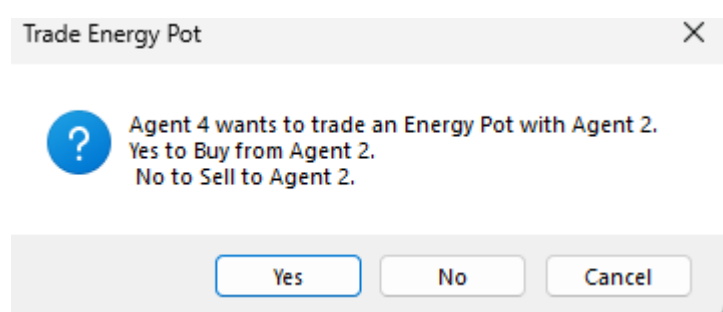 Trade Energy Pot
Agent 4 wants to trade an Energy Pot with Agent 2.
Yes to Buy from Agent 2.
No to Sell to Agent 2.
Yes No Cancel